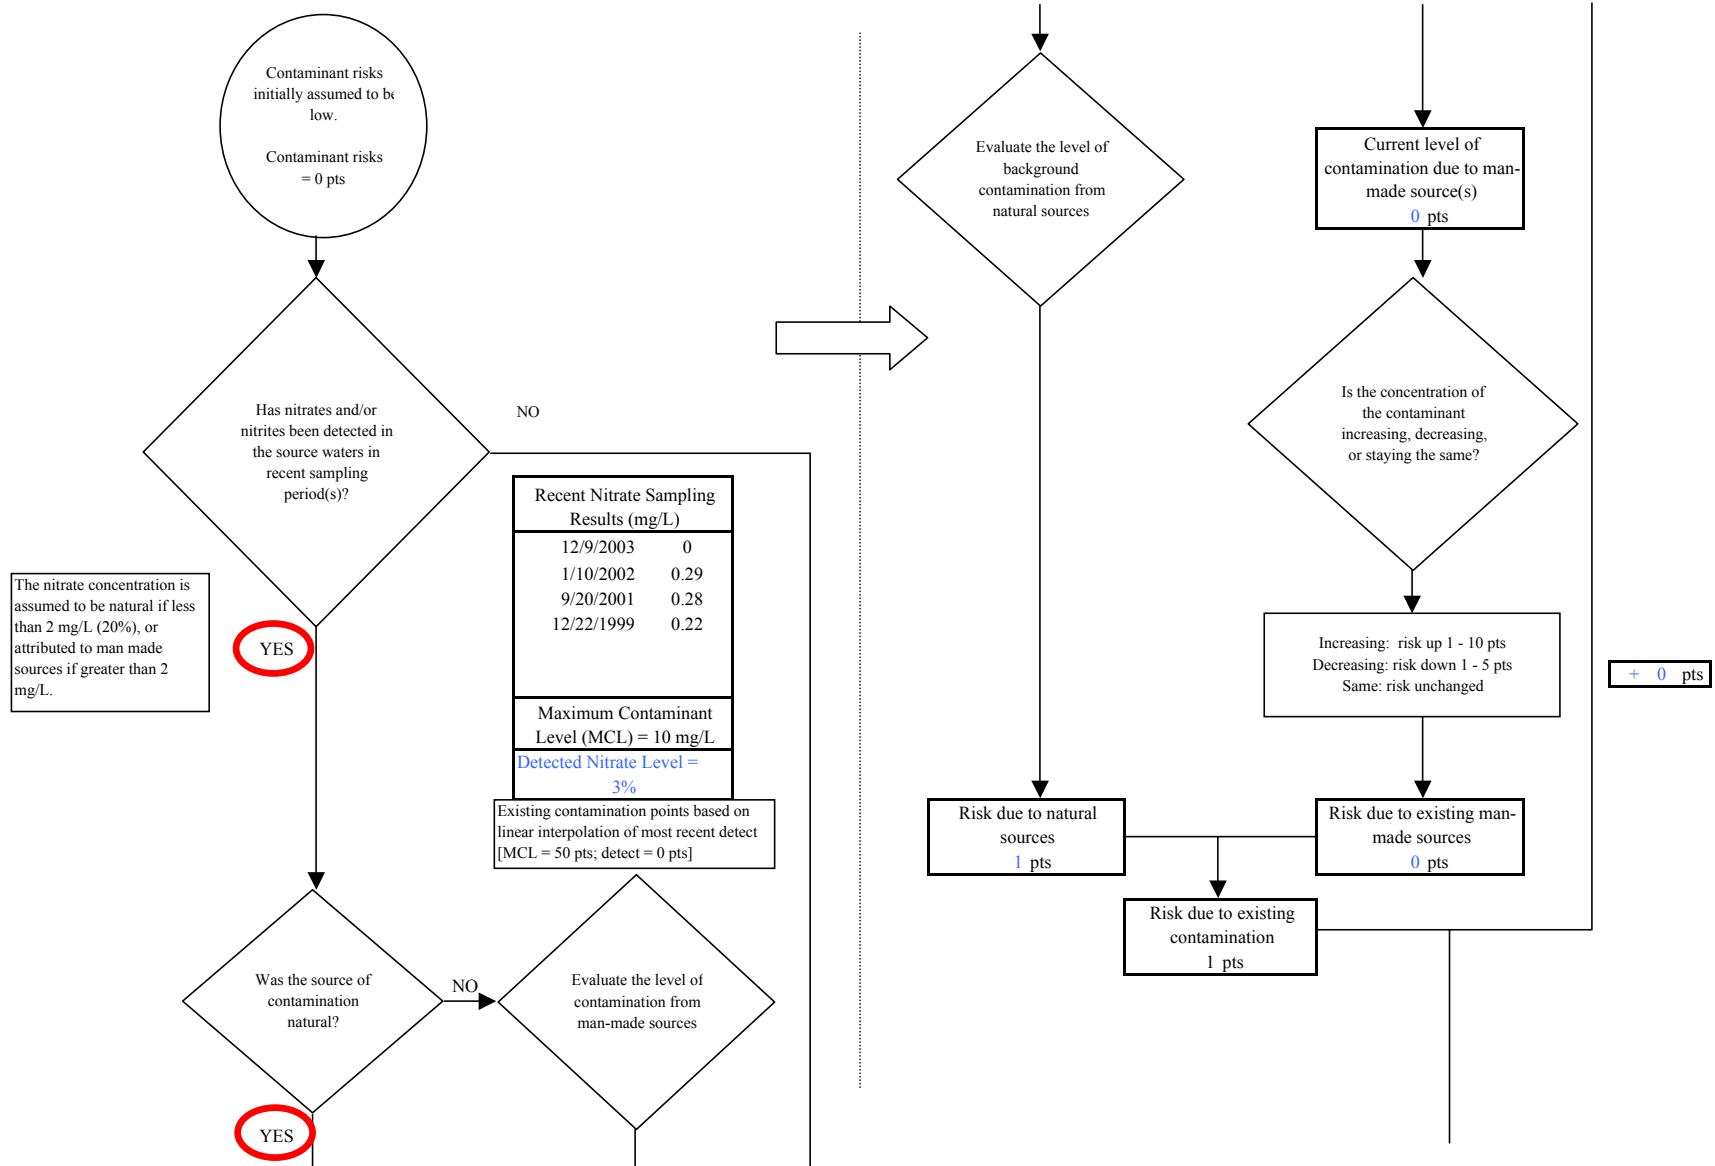 Contaminant risks
initially assumed to be
low.
Contaminant risks
= 0 pts
Has nitrates and/or
nitrites been detected in
the source waters in
recent sampling
period(s)?
NO
The nitrate concentration is
assumed to be natural if less
than 2 mg/L (20%), or
attributed to man made
sources if greater than 2
mg/L.
YES
Recent Nitrate Sampling
Results (mg/L)
12/9/2003 0
1/10/2002 0.29
9/20/2001 0.28
12/22/1999 0.22
Maximum Contaminant
Level (MCL) = 10 mg/L
Detected Nitrate Level =
3%
Existing contamination points based on
linear interpolation of most recent detect
[MCL = 50 pts; detect = 0 pts]
Was the source of
contamination
natural?
NO
Evaluate the level of
contamination from
man-made sources
YES
Evaluate the level of
background
contamination from
natural sources
Current level of
contamination due to man-
made source(s)
0 pts
Is the concentration of
the contaminant
increasing, decreasing,
or staying the same?
Increasing: risk up 1 - 10 pts
Decreasing: risk down 1 - 5 pts
Same: risk unchanged
+ 0 pts
Risk due to natural
sources
1 pts
Risk due to existing man-
made sources
0 pts
Risk due to existing
contamination
1 pts